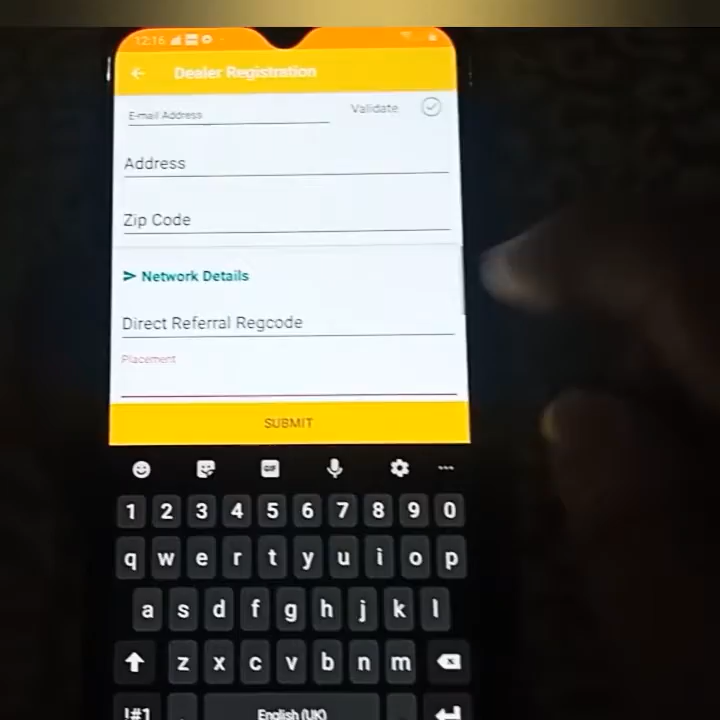 12:16
Dealer Registration
E-mail Address
Validate
Address
Zip Code
Network Details
Direct Referral Regcode
Placement
SUBMIT
GIF
1 2 3 4 5 6 7 8 9 0
q w e r t y u i o p
a s d f g h j k l
z x c v b n m
!#1 , English (UK) .